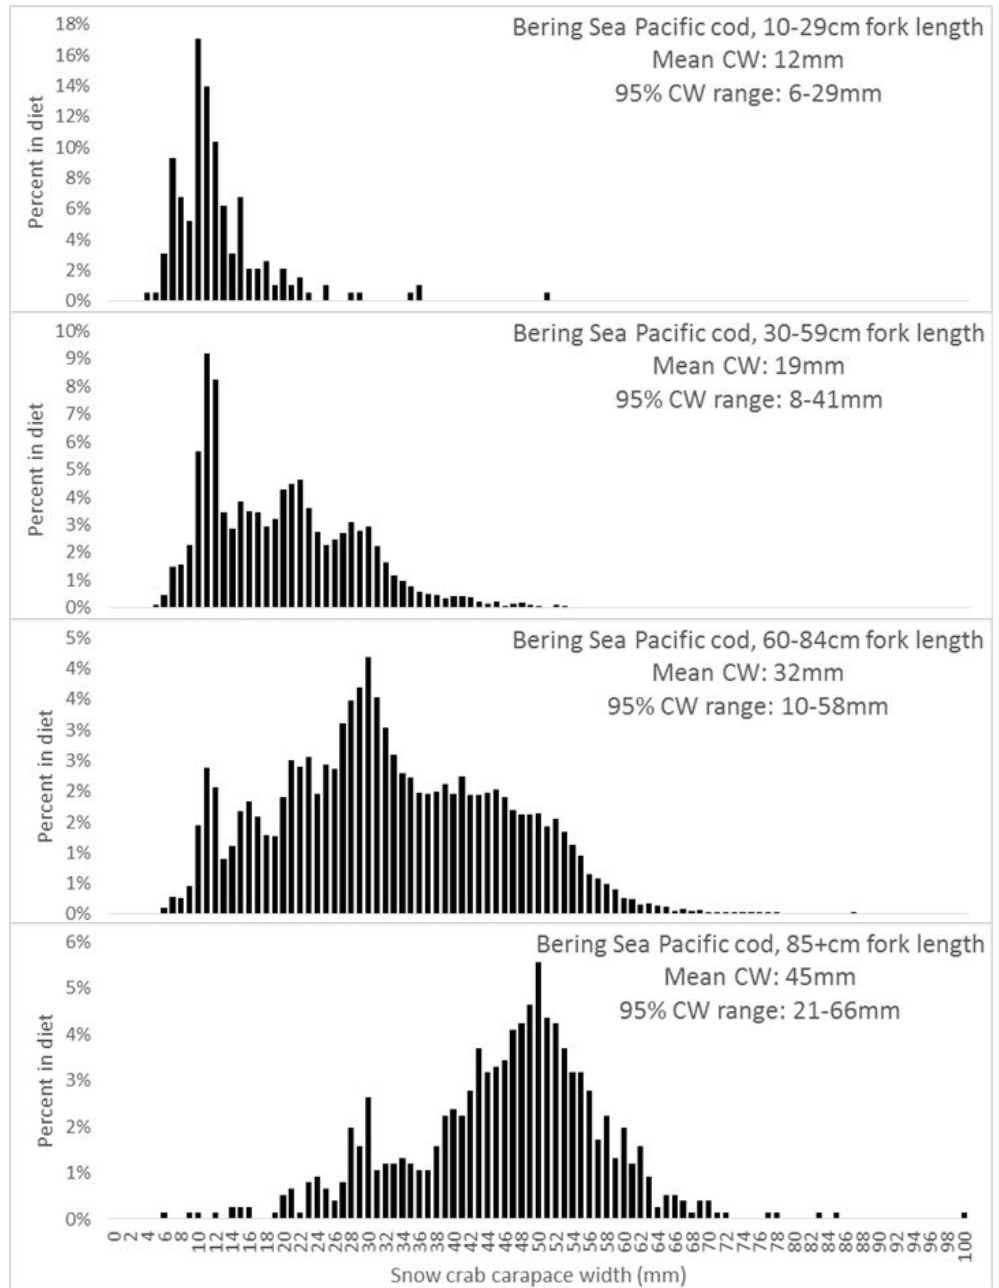 Bering Sea Pacific cod, 10-29cm fork length
Mean CW: 12mm
95% CW range: 6-29mm
Percent in diet
18%
16%
14%
12%
10%
8%
6%
4%
2%
0%
Bering Sea Pacific cod, 30-59cm fork length
Mean CW: 19mm
95% CW range: 8-41mm
Percent in diet
10%
9%
8%
7%
6%
5%
4%
3%
2%
1%
0%
Bering Sea Pacific cod, 60-84cm fork length
Mean CW: 32mm
95% CW range: 10-58mm
Percent in diet
5%
4%
4%
3%
3%
2%
2%
1%
1%
0%
Bering Sea Pacific cod, 85+cm fork length
Mean CW: 45mm
95% CW range: 21-66mm
Percent in diet
6%
5%
4%
3%
2%
1%
0%
0 2 4 6 8 10 12 14 16 18 20 22 24 26 28 30 32 34 36 38 40 42 44 46 48 50 52 54 56 58 60 62 64 66 68 70 72 74 76 78 80 82 84 86 88 90 92 94 96 98 100
Snow crab carapace width (mm)